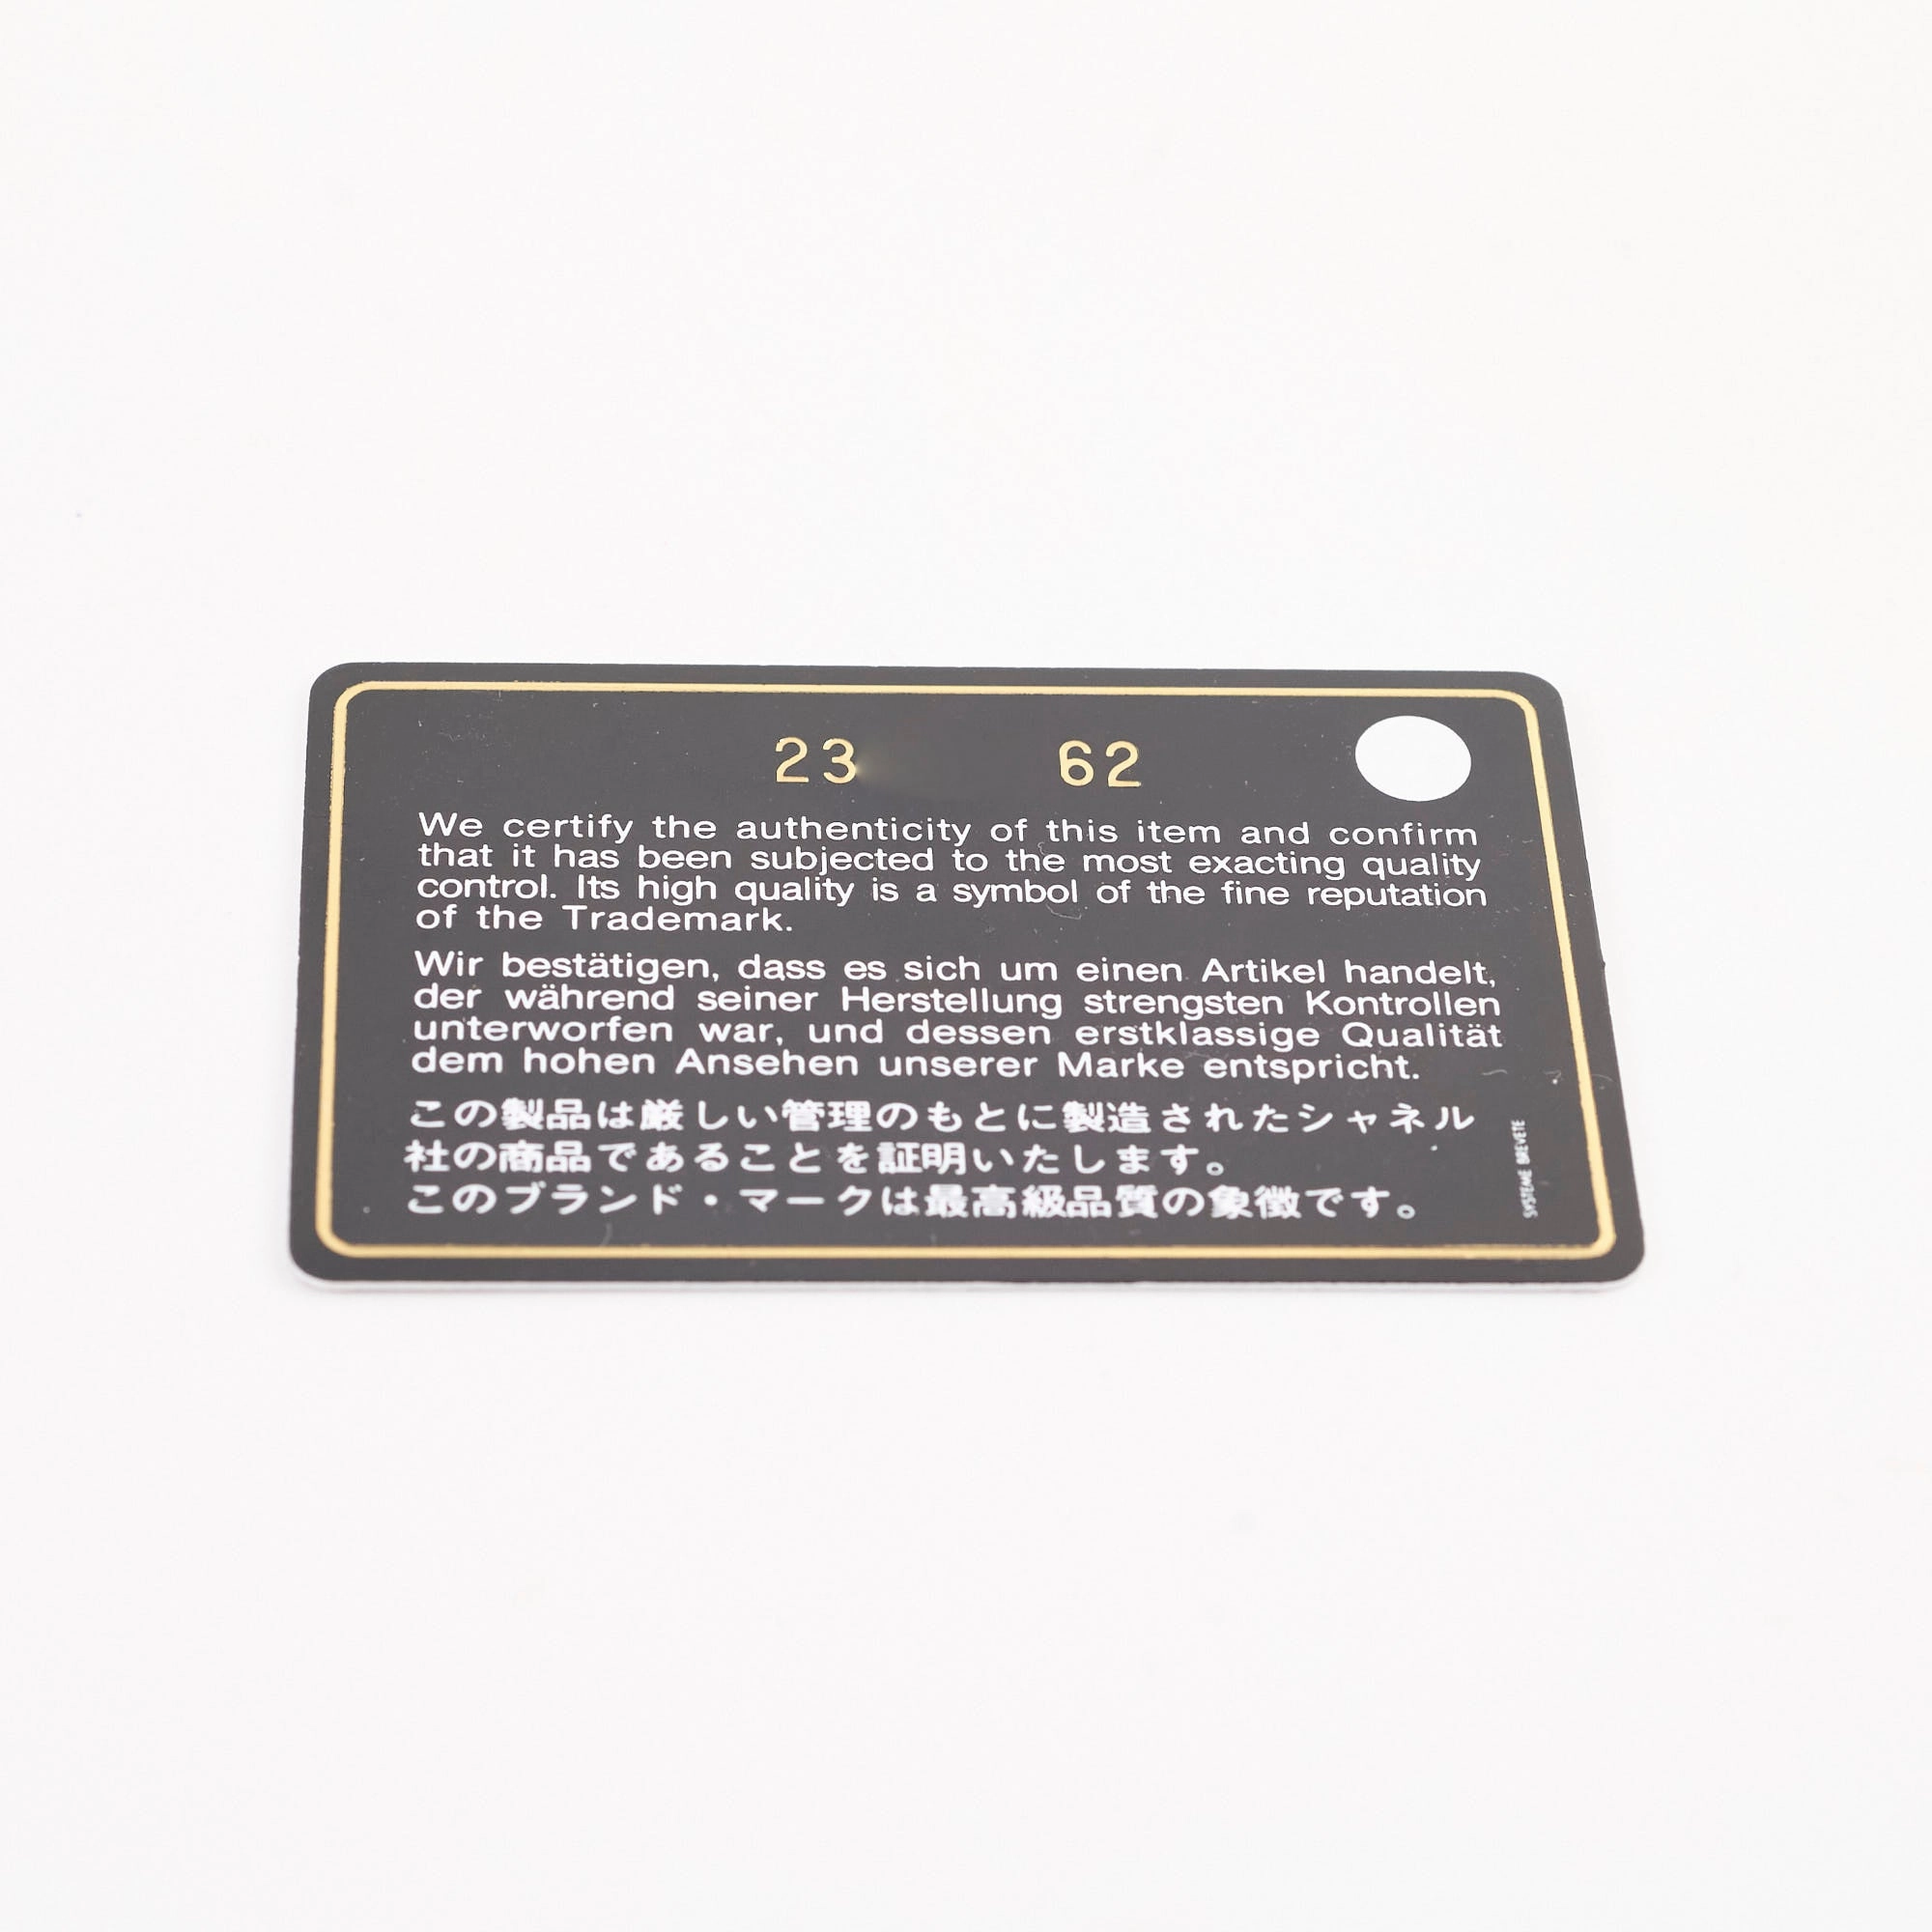 23 62
We certify the authenticity of this item and confirm
that it has been subjected to the most exacting quality
control. Its high quality is a symbol of the fine reputation
of the Trademark.
Wir bestätigen, dass es sich um einen Artikel handelt,
der während seiner Herstellung strengsten Kontrollen
unterworfen war, und dessen erstklassige Qualität
dem hohen Ansehen unserer Marke entspricht.
この製品は厳しい管理のもとに製造されたシャネル
社の商品であることを証明いたします。
このブランド・マークは最高級品質の象徴です。
SYSTEME BREVETE